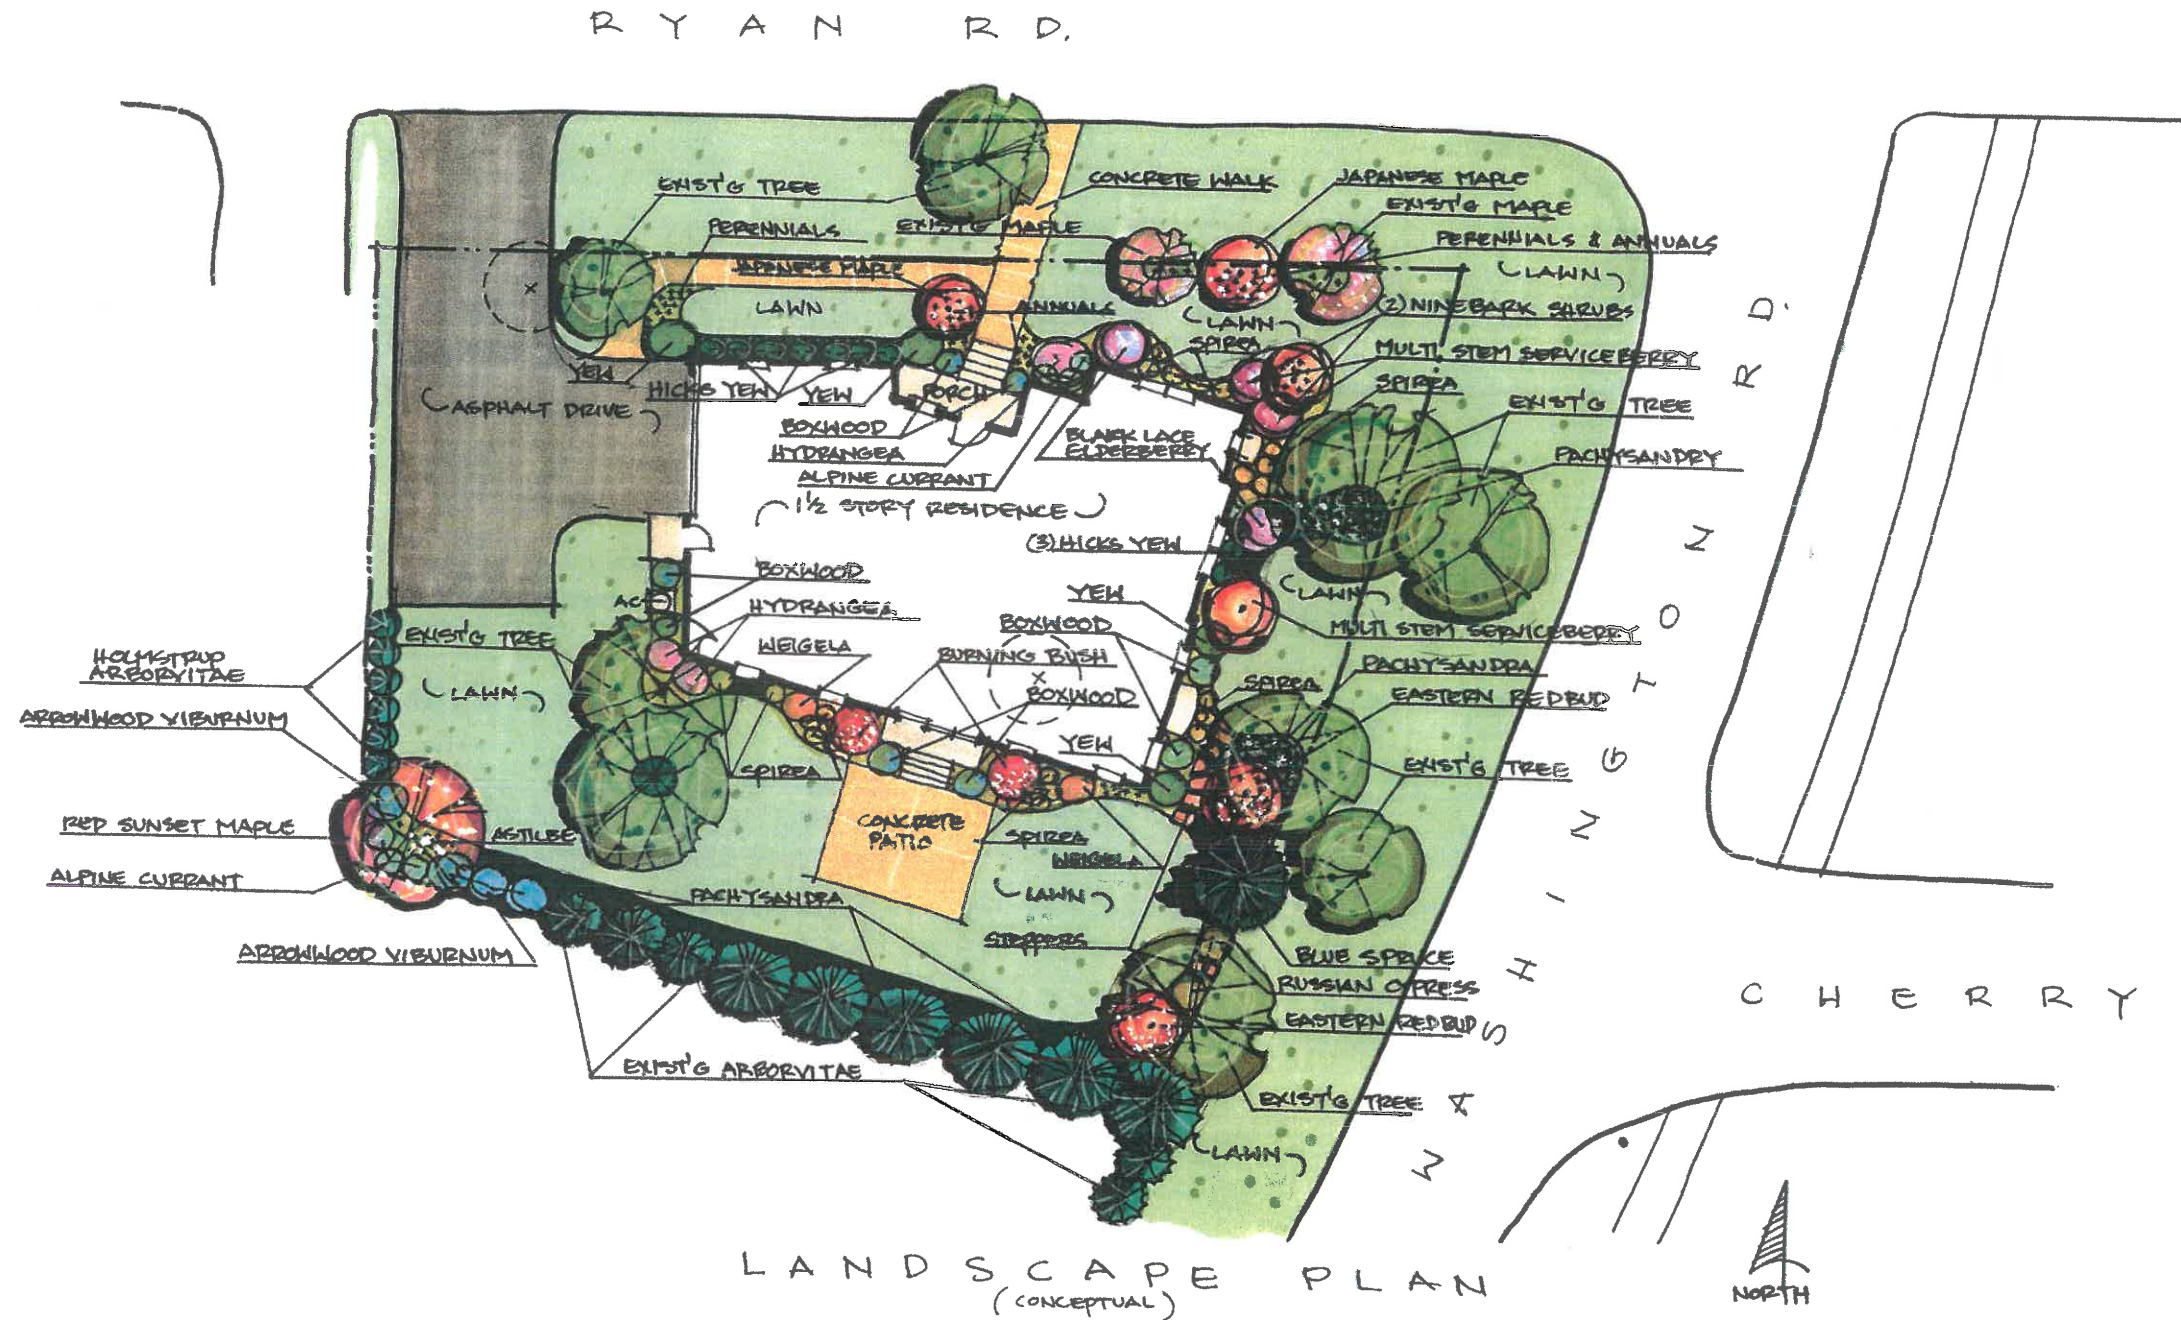 RYAN RD.
EXIST'G TREE
CONCRETE WALK
JAPANESE MAPLE
EXIST'G MAPLE
PERENNIALS
EXIST'G MAPLE
PERENNIALS & ANNUALS
JAPANESE MAPLE
LAWN
LAWN
ANNUALS
(2) NINEBARK SHRUBS
LAWN
SPIREA
MULTI STEM SERVICEBERRY
YEW
HICKS YEW
YEW
PORCH
SPIREA
ASPHALT DRIVE
EXIST'G TREE
BOXWOOD
BLACK LACE
ELDERBERRY
HYDRANGEA
PACHYSANDRY
ALPINE CURRANT
1½ STORY RESIDENCE
(3) HICKS YEW
BOXWOOD
AC
HYDRANGEA
YEW
LAWN
BOXWOOD
MULTI STEM SERVICEBERRY
EXIST'G TREE
WEIGELA
BURNING BUSH
PACHYSANDRA
HOLMSTRUP
ARBORVITAE
LAWN
BOXWOOD
SPIREA
EASTERN REDBUD
ARROWWOOD VIBURNUM
YEW
SPIREA
EXIST'G TREE
RED SUNSET MAPLE
ASTILBE
CONCRETE
PATIO
SPIREA
WEIGELA
ALPINE CURRANT
PACHYSANDRA
LAWN
STEPPERS
ARROWWOOD VIBURNUM
BLUE SPRUCE
RUSSIAN CYPRESS
EASTERN REDBUD
EXIST'G ARBORVITAE
EXIST'G TREE
LAWN
WASHINGTON RD.
CHERRY
LANDSCAPE PLAN
(CONCEPTUAL)
NORTH